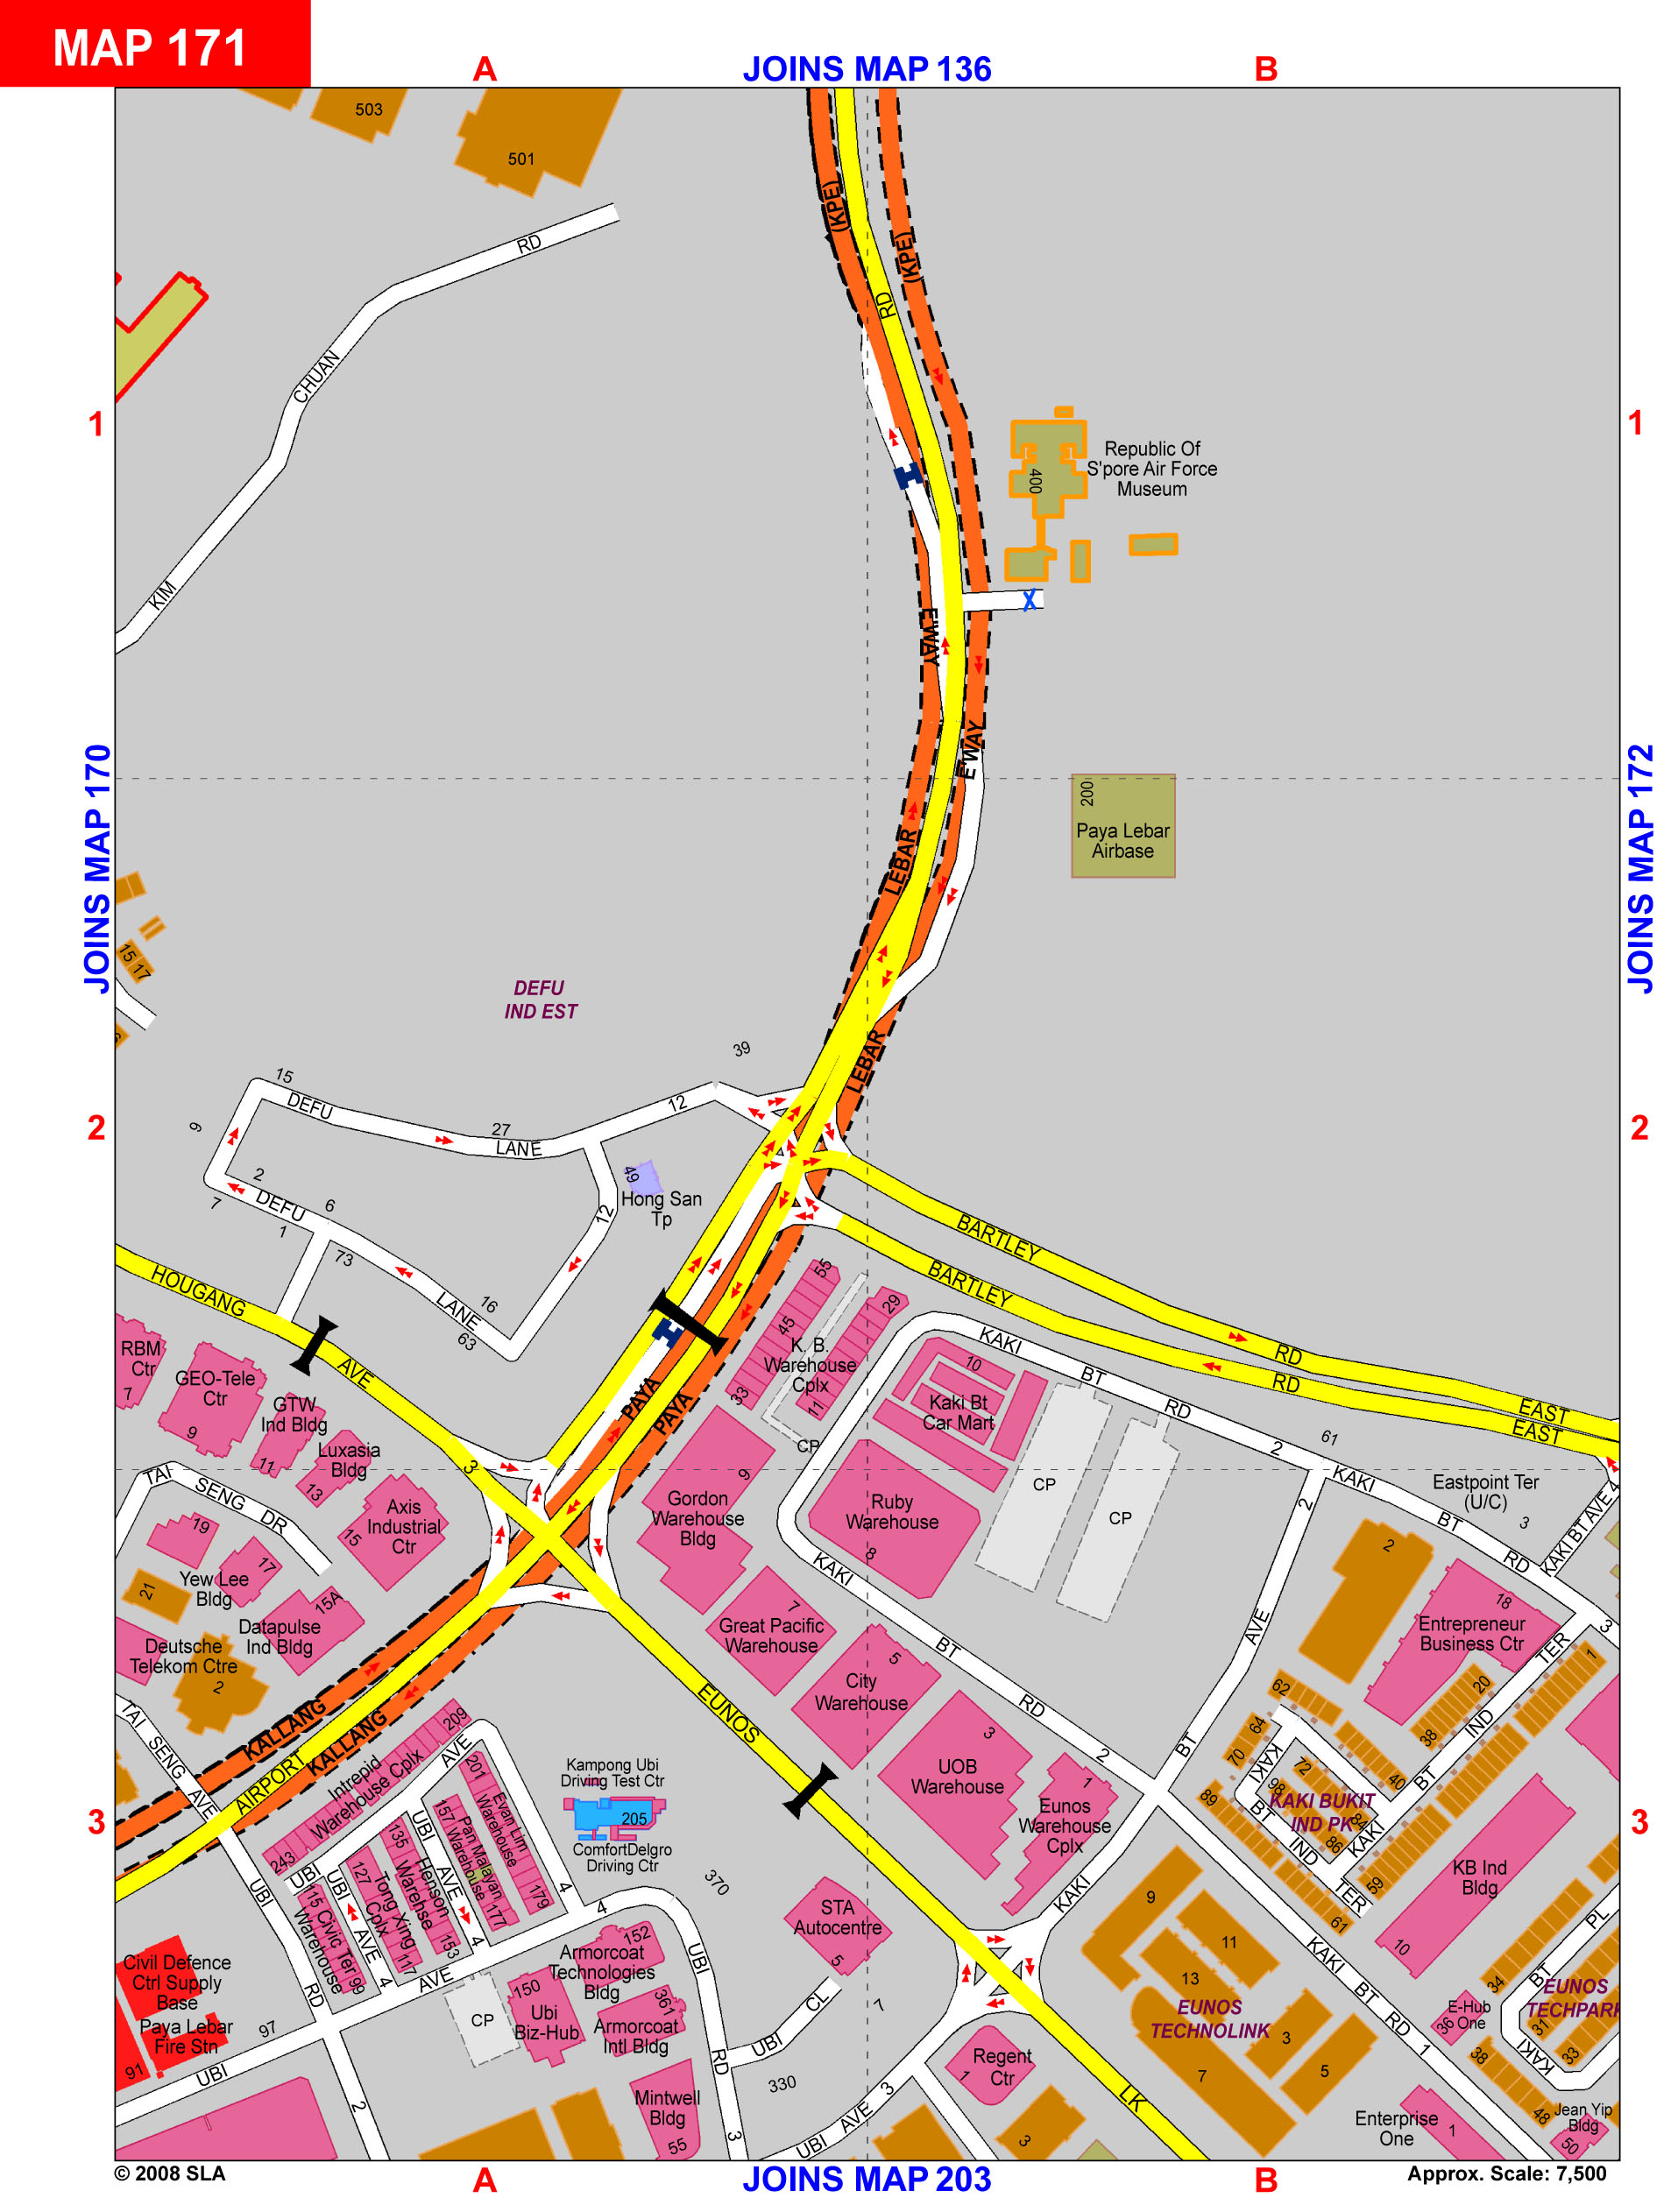 MAP 171
A
JOINS MAP 136
B
503
501
(KPE)
(KPE)
RD
RD
CHUAN
KIM
1
1
400
Republic Of
S'pore Air Force
Museum
X
E'WAY
E'WAY
JOINS MAP 170
JOINS MAP 172
200
Paya Lebar
Airbase
LEBAR
15 17
DEFU
IND EST
LEBAR
39
15
DEFU
12
27
LANE
9
2
2
2
DEFU
7
1
6
73
49
Hong San
Tp
12
16
LANE
63
BARTLEY
BARTLEY
RD
RD
EAST
EAST
HOUGANG
AVE
3
RBM
Ctr
7
GEO-Tele
Ctr
9
GTW
Ind Bldg
11
Luxasia
Bldg
13
PAYA
PAYA
55
45
33
29
11
K. B.
Warehouse
Cplx
CP
KAKI
BT
RD
2
61
KAKI
BT
RD
3
10
Kaki Bt
Car Mart
CP
CP
Eastpoint Ter
(U/C)
3
KAKI BT AVE 4
TAI
SENG
DR
19
17
Yew Lee
Bldg
21
15
Axis
Industrial
Ctr
15A
Datapulse
Ind Bldg
Deutsche
Telekom Ctre
2
9
Gordon
Warehouse
Bldg
Ruby
Warehouse
8
KAKI
BT
RD
2
7
Great Pacific
Warehouse
5
City
Warehouse
3
UOB
Warehouse
1
Eunos
Warehouse
Cplx
2
AVE
BT
KAKI
2
18
Entrepreneur
Business Ctr
TER
IND
BT
KAKI
1
20
38
40
59
62
64
70
72
84
86
98
89
61
KAKI
BT
IND
TER
KAKI BUKIT
IND PK
KALLANG
KALLANG
AIRPORT
TAI SENG AVE
EUNOS
LK
3
3
Intrepid
Warehouse Cplx
209
243
UBI
AVE
4
201
Evan Lim
Warehouse
179
157
Pan Malayan
Warehouse
177
UBI
AVE
4
135
Henson
Warehse
153
127
Tong Xing
Cplx
117
UBI
AVE
4
115
Civic Ter
Warehouse
99
Kampong Ubi
Driving Test Ctr
205
ComfortDelgro
Driving Ctr
370
UBI
RD
2
UBI
AVE
4
97
Civil Defence
Ctrl Supply
Base
Paya Lebar
Fire Stn
91
CP
150
Ubi
Biz-Hub
152
Armorcoat
Technologies
Bldg
361
Armorcoat
Intl Bldg
Mintwell
Bldg
55
UBI
RD
3
UBI
CL
7
330
STA
Autocentre
5
UBI AVE 3
1
Regent
Ctr
3
9
11
13
3
5
7
EUNOS
TECHNOLINK
KAKI
BT
RD
1
KB Ind
Bldg
10
34
E-Hub
One
36
38
48
31
33
PL
BT
KAKI
EUNOS
TECHPARK
Enterprise
One
1
Jean Yip
Bldg
50
© 2008 SLA
A
JOINS MAP 203
B
Approx. Scale: 7,500